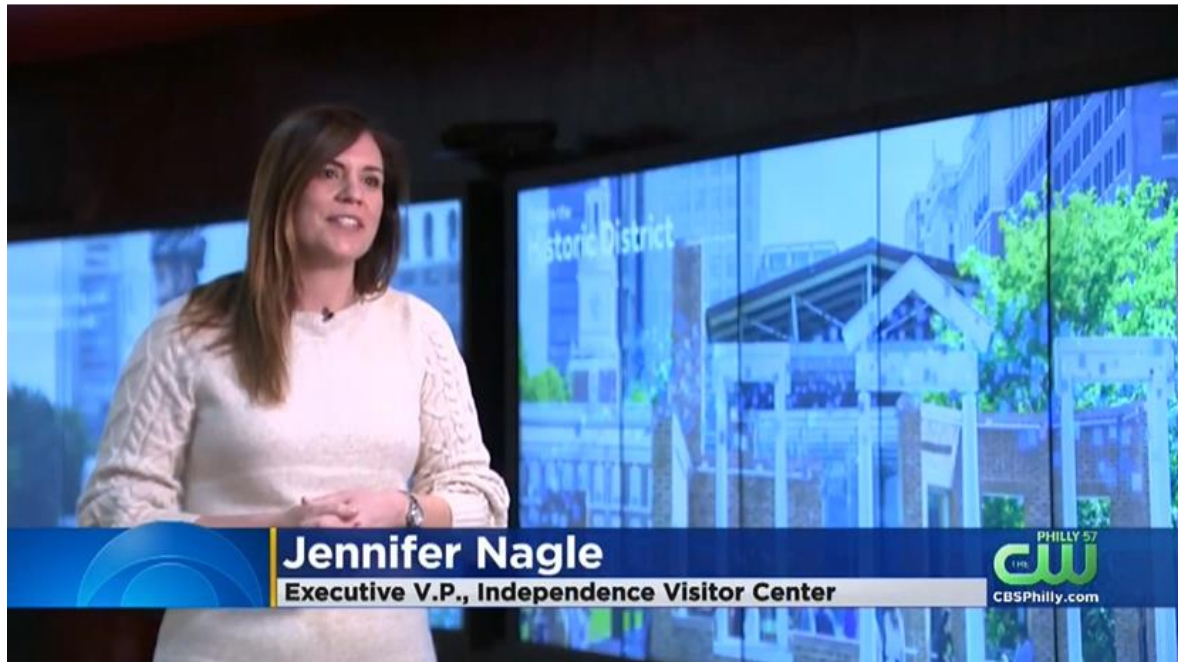 Historic District
Jennifer Nagle
Executive V.P., Independence Visitor Center
PHILLY 57
THE CW
CBSPhilly.com